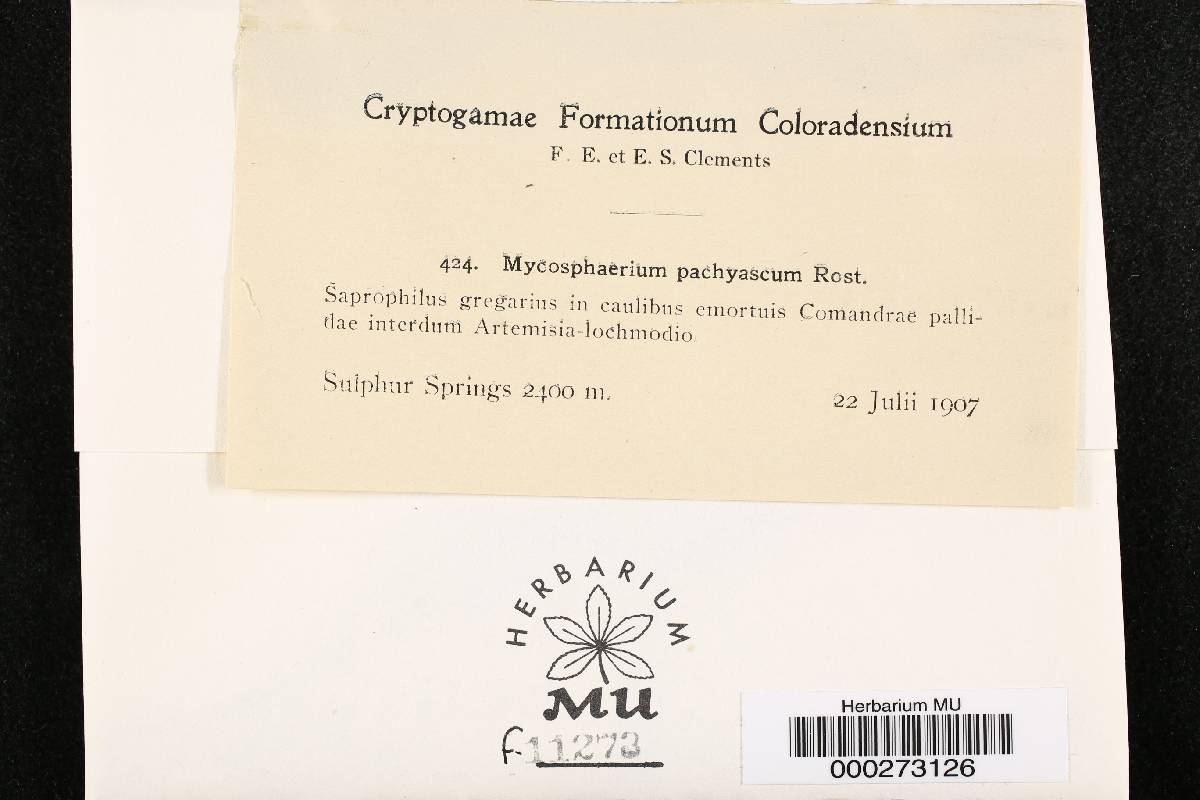 Cryptogamae Formationum Coloradensium
F. E. et E. S. Clements
424. Mycosphaerium pachyascum Rost.
Saprophilus gregarius in caulibus emortuis Comandrae palli-
dae interdum Artemisia-lochmodio.
Sulphur Springs 2400 m.
22 Julii 1907
HERBARIUM
MU
f-11273
Herbarium MU
000273126